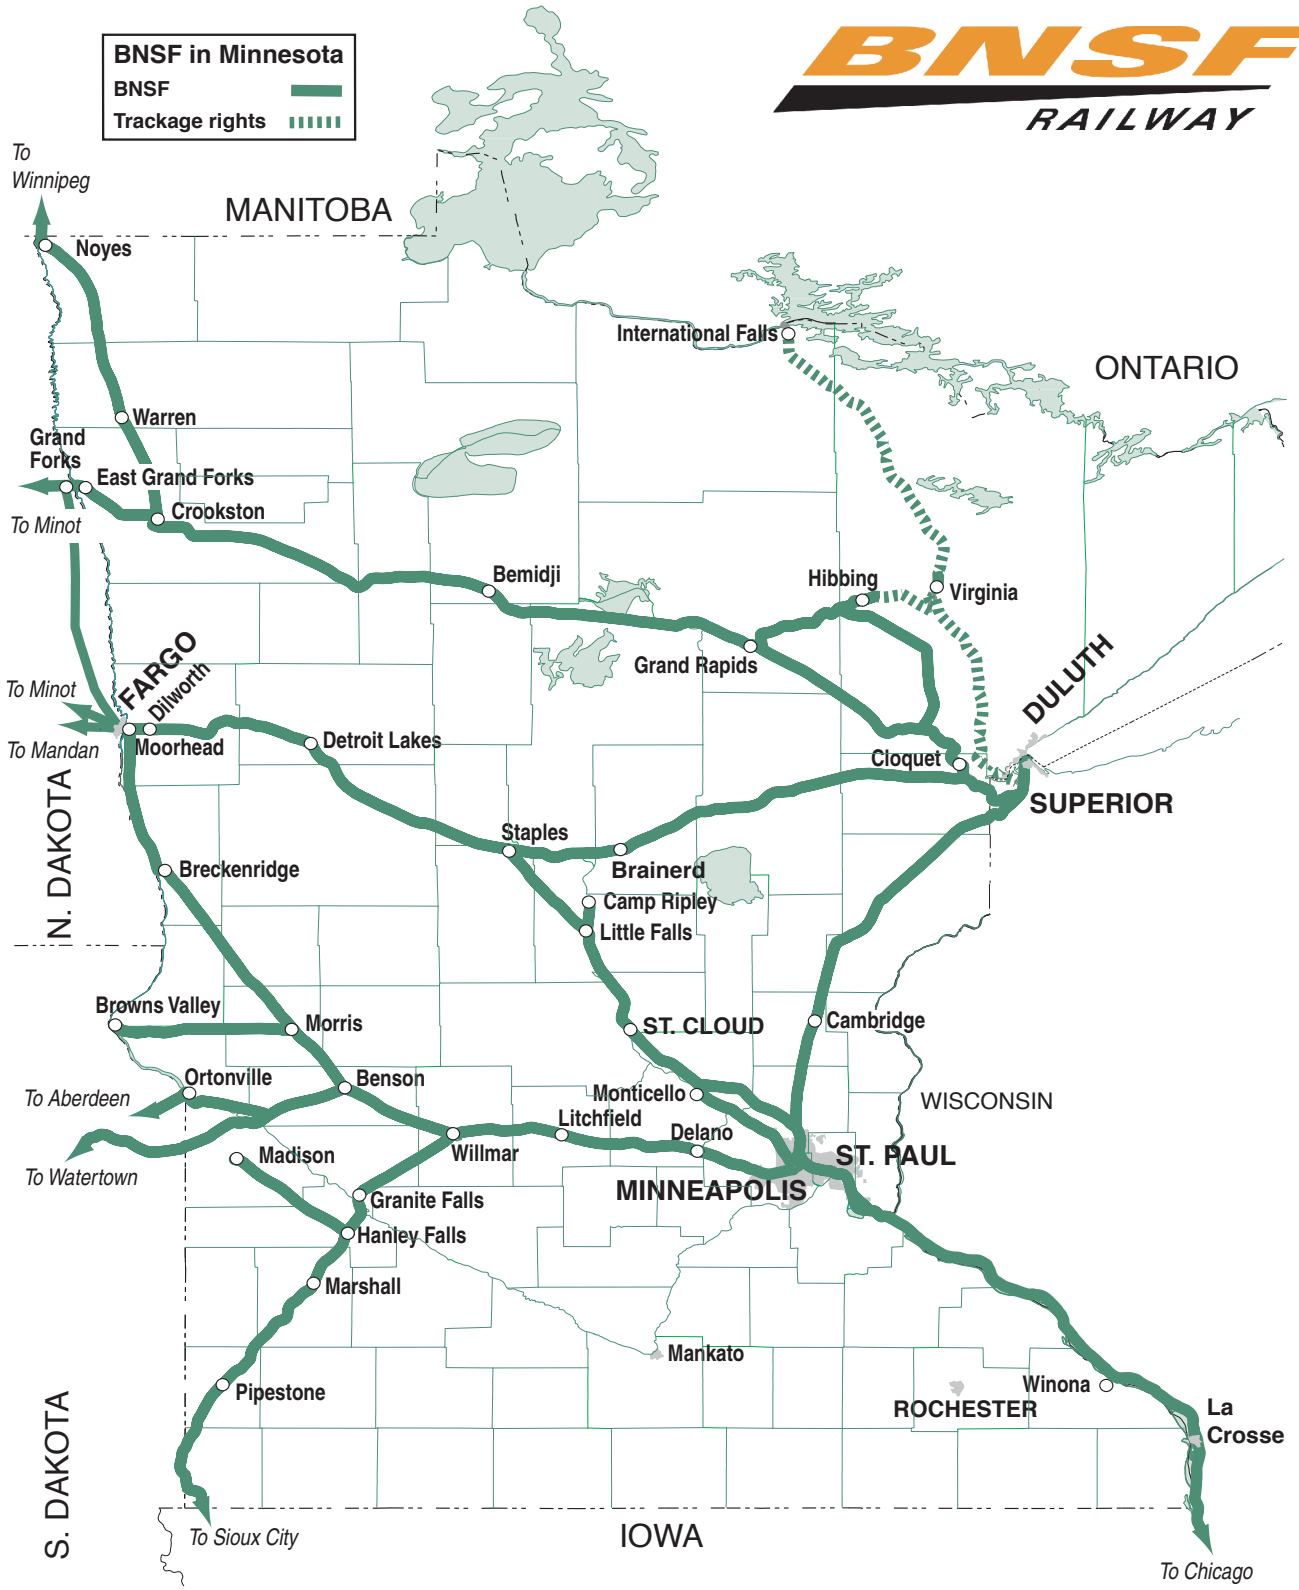 BNSF in Minnesota
BNSF
Trackage rights
BNSF
RAILWAY
To
Winnipeg
MANITOBA
Noyes
International Falls
ONTARIO
Warren
Grand
Forks
East Grand Forks
Crookston
To Minot
Bemidji
Hibbing
Virginia
Grand Rapids
To Minot
FARGO
Dilworth
To Mandan
Moorhead
Detroit Lakes
DULUTH
Cloquet
SUPERIOR
N. DAKOTA
Staples
Brainerd
Breckenridge
Camp Ripley
Little Falls
Browns Valley
Morris
ST. CLOUD
Cambridge
Ortonville
Benson
To Aberdeen
Monticello
WISCONSIN
Litchfield
Delano
To Watertown
Madison
Willmar
ST. PAUL
MINNEAPOLIS
Granite Falls
Hanley Falls
Marshall
Mankato
Pipestone
Winona
ROCHESTER
La
Crosse
S. DAKOTA
To Sioux City
IOWA
To Chicago